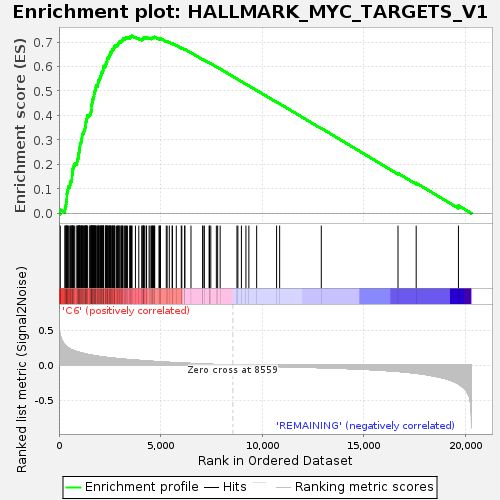 Enrichment plot: HALLMARK_MYC_TARGETS_V1
Enrichment score (ES)
0.7
0.6
0.5
0.4
0.3
0.2
0.1
0.0
'C6' (positively correlated)
Ranked list metric (Signal2Noise)
0.5
0.0
-0.5
Zero cross at 8559
'REMAINING' (negatively correlated)
0
5,000
10,000
15,000
20,000
Rank in Ordered Dataset
Enrichment profile
Hits
Ranking metric scores